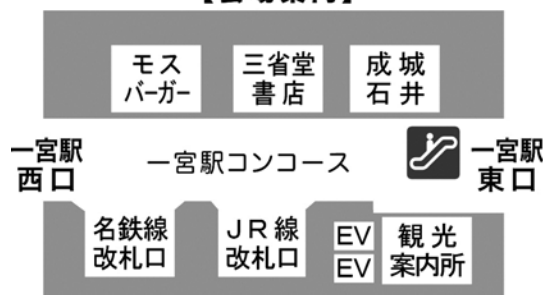 モス
バーガー
三省堂
書店
成城
石井
一宮駅
西口
一宮駅コンコース
一宮駅
東口
名鉄線
改札口
JR線
改札口
EV
EV
観光
案内所